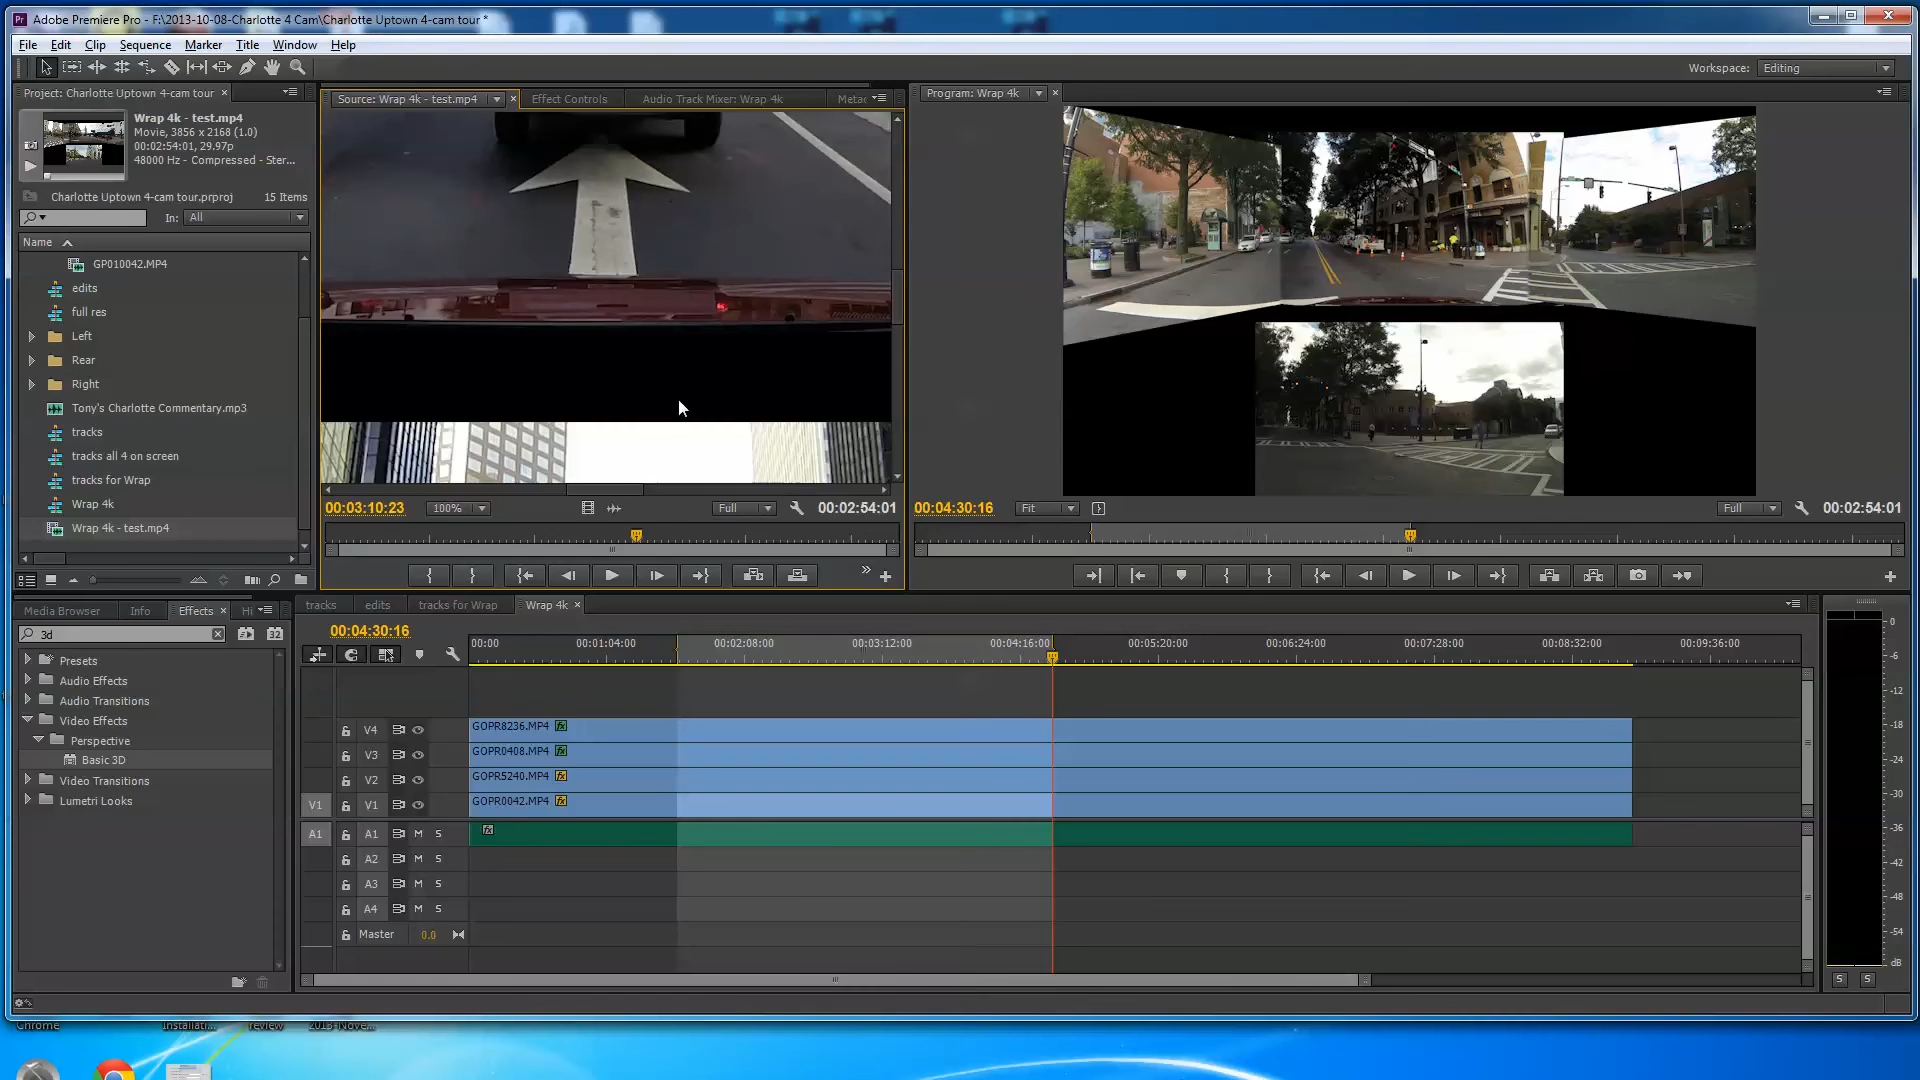 Adobe Premiere Pro - F:\2013-10-08-Charlotte 4 Cam\Charlotte Uptown 4-cam tour *
File Edit Clip Sequence Marker Title Window Help
Workspace: Editing
Project: Charlotte Uptown 4-cam tour
Wrap 4k - test.mp4
Movie, 3856 x 2168 (1.0)
00:02:54:01, 29.97p
48000 Hz - Compressed - Ster...
Charlotte Uptown 4-cam tour.prproj 15 Items
In: All
Name
GP010042.MP4
edits
full res
Left
Rear
Right
Tony's Charlotte Commentary.mp3
tracks
tracks all 4 on screen
tracks for Wrap
Wrap 4k
Wrap 4k - test.mp4
Source: Wrap 4k - test.mp4 Effect Controls Audio Track Mixer: Wrap 4k Metac
00:03:10:23 100% Full 00:02:54:01
Program: Wrap 4k
00:04:30:16 Fit Full 00:02:54:01
Media Browser Info Effects Hi
3d
32
Presets
Audio Effects
Audio Transitions
Video Effects
Perspective
Basic 3D
Video Transitions
Lumetri Looks
tracks edits tracks for Wrap Wrap 4k
00:04:30:16
00:00 00:01:04:00 00:02:08:00 00:03:12:00 00:04:16:00 00:05:20:00 00:06:24:00 00:07:28:00 00:08:32:00 00:09:36:00
V4 GOPR8236.MP4 fx
V3 GOPR0408.MP4 fx
V2 GOPR5240.MP4 fx
V1 V1 GOPR0042.MP4 fx
A1 A1 M S fx
A2 M S
A3 M S
A4 M S
Master 0.0
0
-6
-12
-18
-24
-30
-36
-42
-48
-54
dB
S S
Chrome Installati... review 2013-Nove...